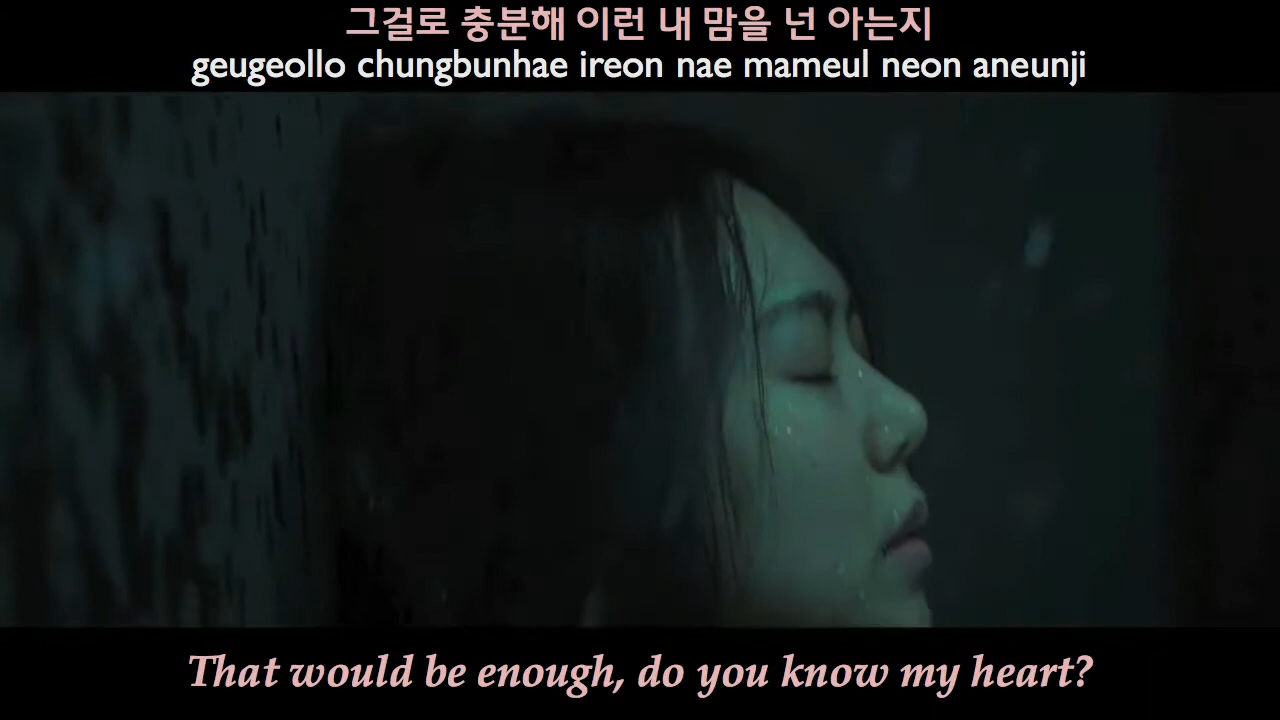 그걸로 충분해 이런 내 맘을 넌 아는지
geugeollo chungbunhae ireon nae mameul neon aneunji
That would be enough, do you know my heart?